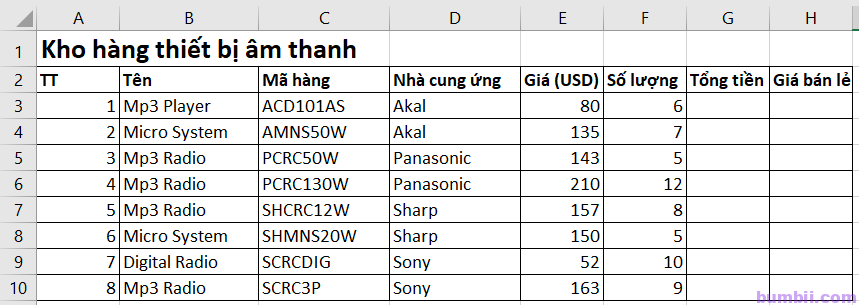 A B C D E F G H
1 Kho hàng thiết bị âm thanh
2 TT Tên Mã hàng Nhà cung ứng Giá (USD) Số lượng Tổng tiền Giá bán lẻ
3 1 Mp3 Player ACD101AS Akal 80 6
4 2 Micro System AMNS50W Akal 135 7
5 3 Mp3 Radio PCRC50W Panasonic 143 5
6 4 Mp3 Radio PCRC130W Panasonic 210 12
7 5 Mp3 Radio SHCRC12W Sharp 157 8
8 6 Micro System SHMNS20W Sharp 150 5
9 7 Digital Radio SCRCDIG Sony 52 10
10 8 Mp3 Radio SCRC3P Sony 163 9
bumbii.com